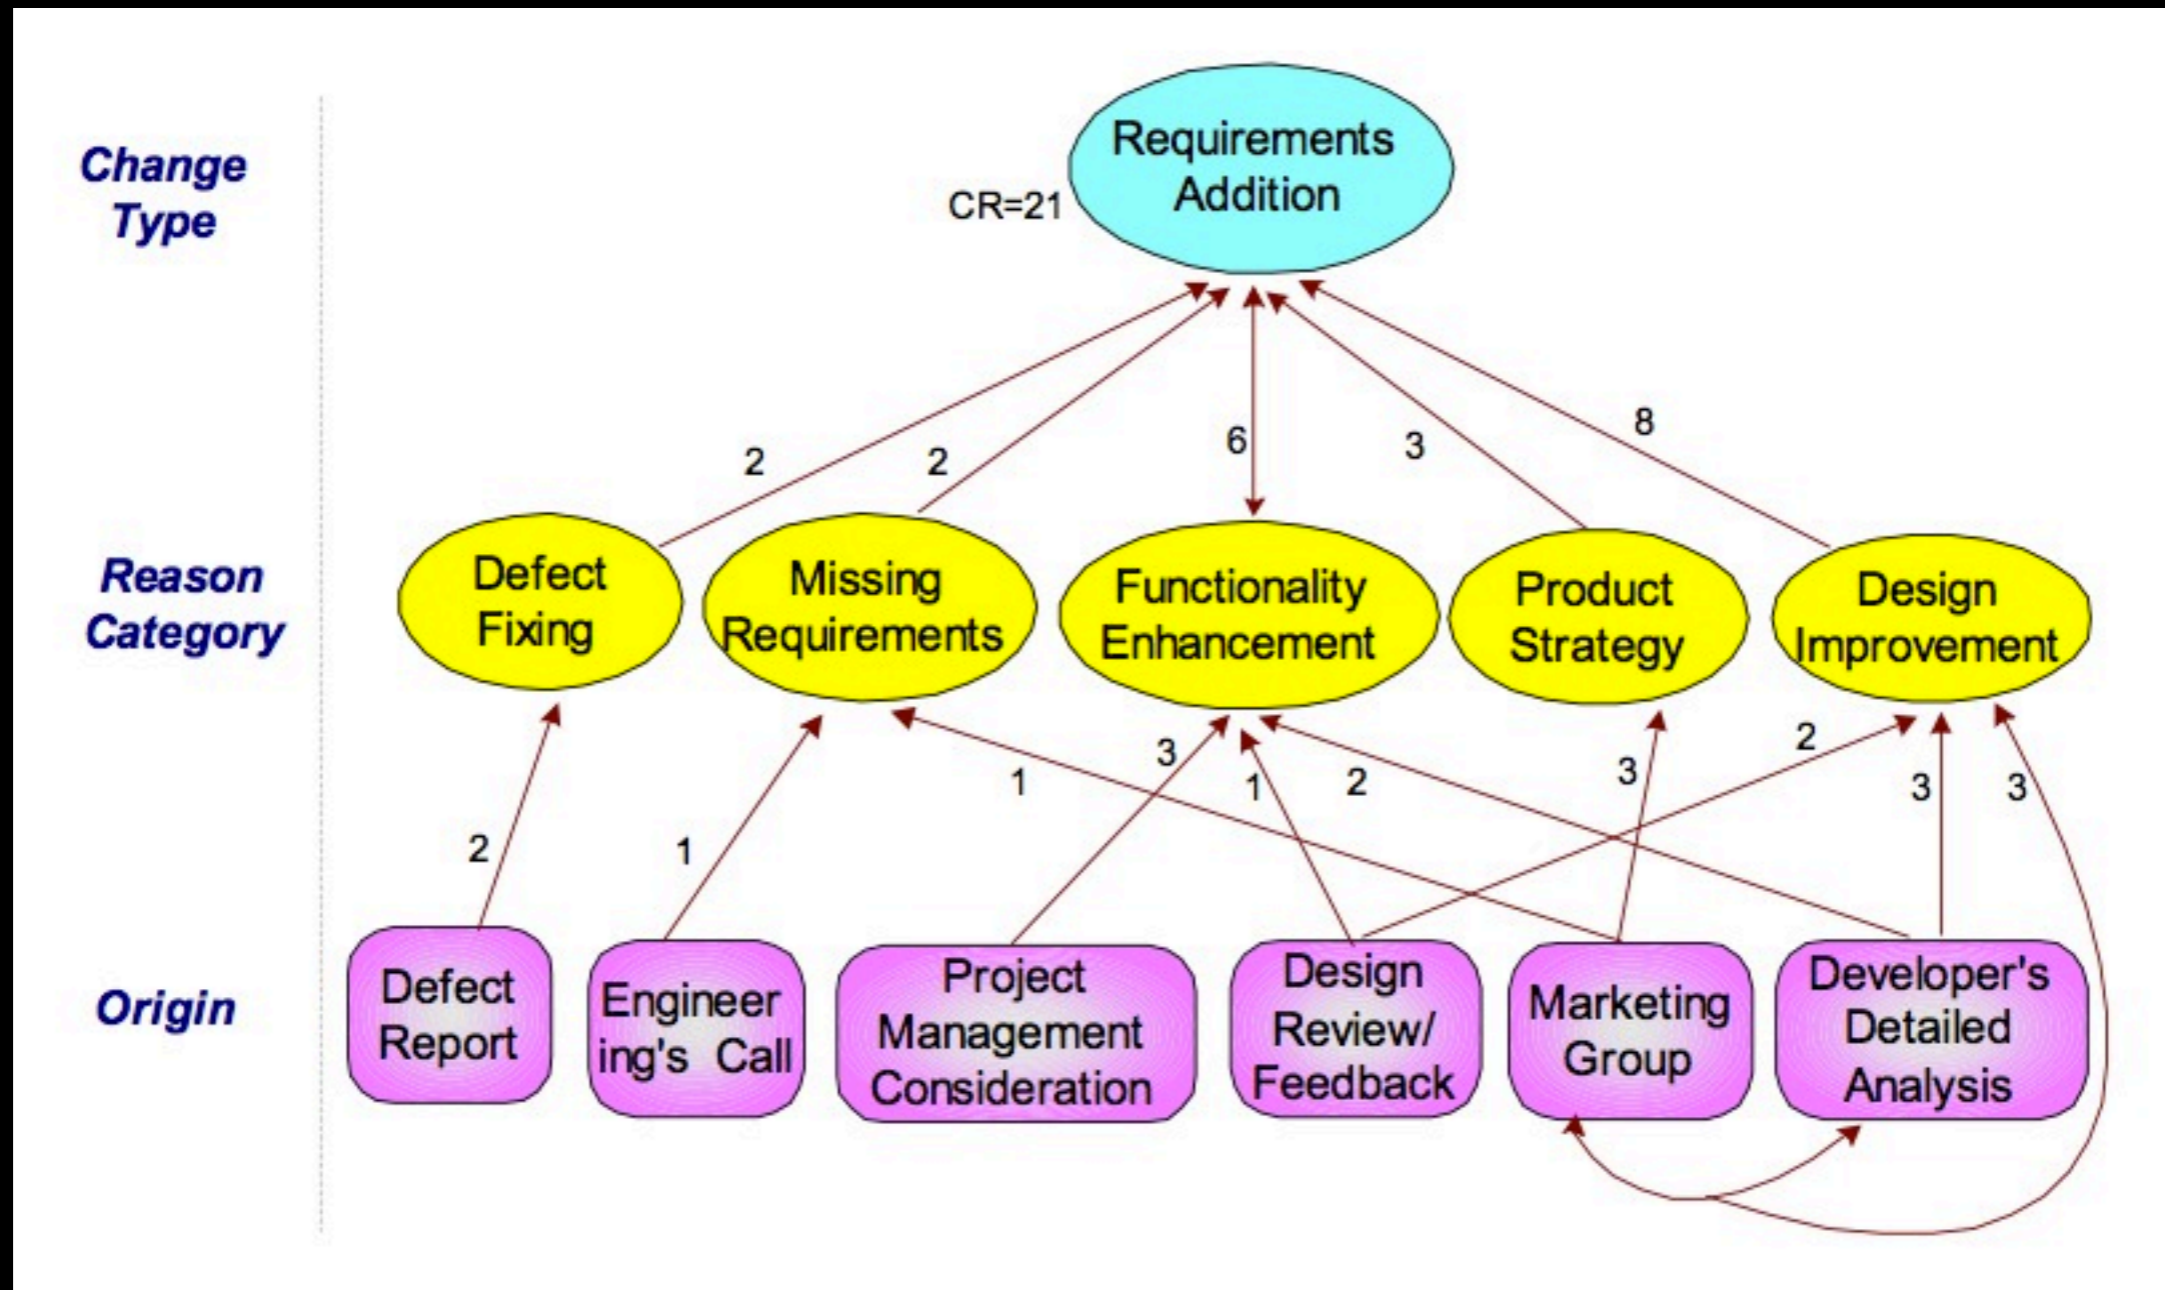 Change
Type
Requirements
Addition
CR=21
2
2
6
3
8
Reason
Category
Defect
Fixing
Missing
Requirements
Functionality
Enhancement
Product
Strategy
Design
Improvement
2
1
1
3
1
2
3
2
3
3
Origin
Defect
Report
Engineer
ing's Call
Project
Management
Consideration
Design
Review/
Feedback
Marketing
Group
Developer's
Detailed
Analysis